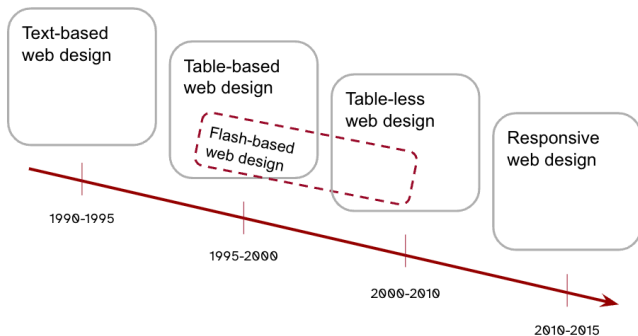 Text-based
web design
Table-based
web design
Flash-based
web design
Table-less
web design
Responsive
web design
1990-1995
1995-2000
2000-2010
2010-2015